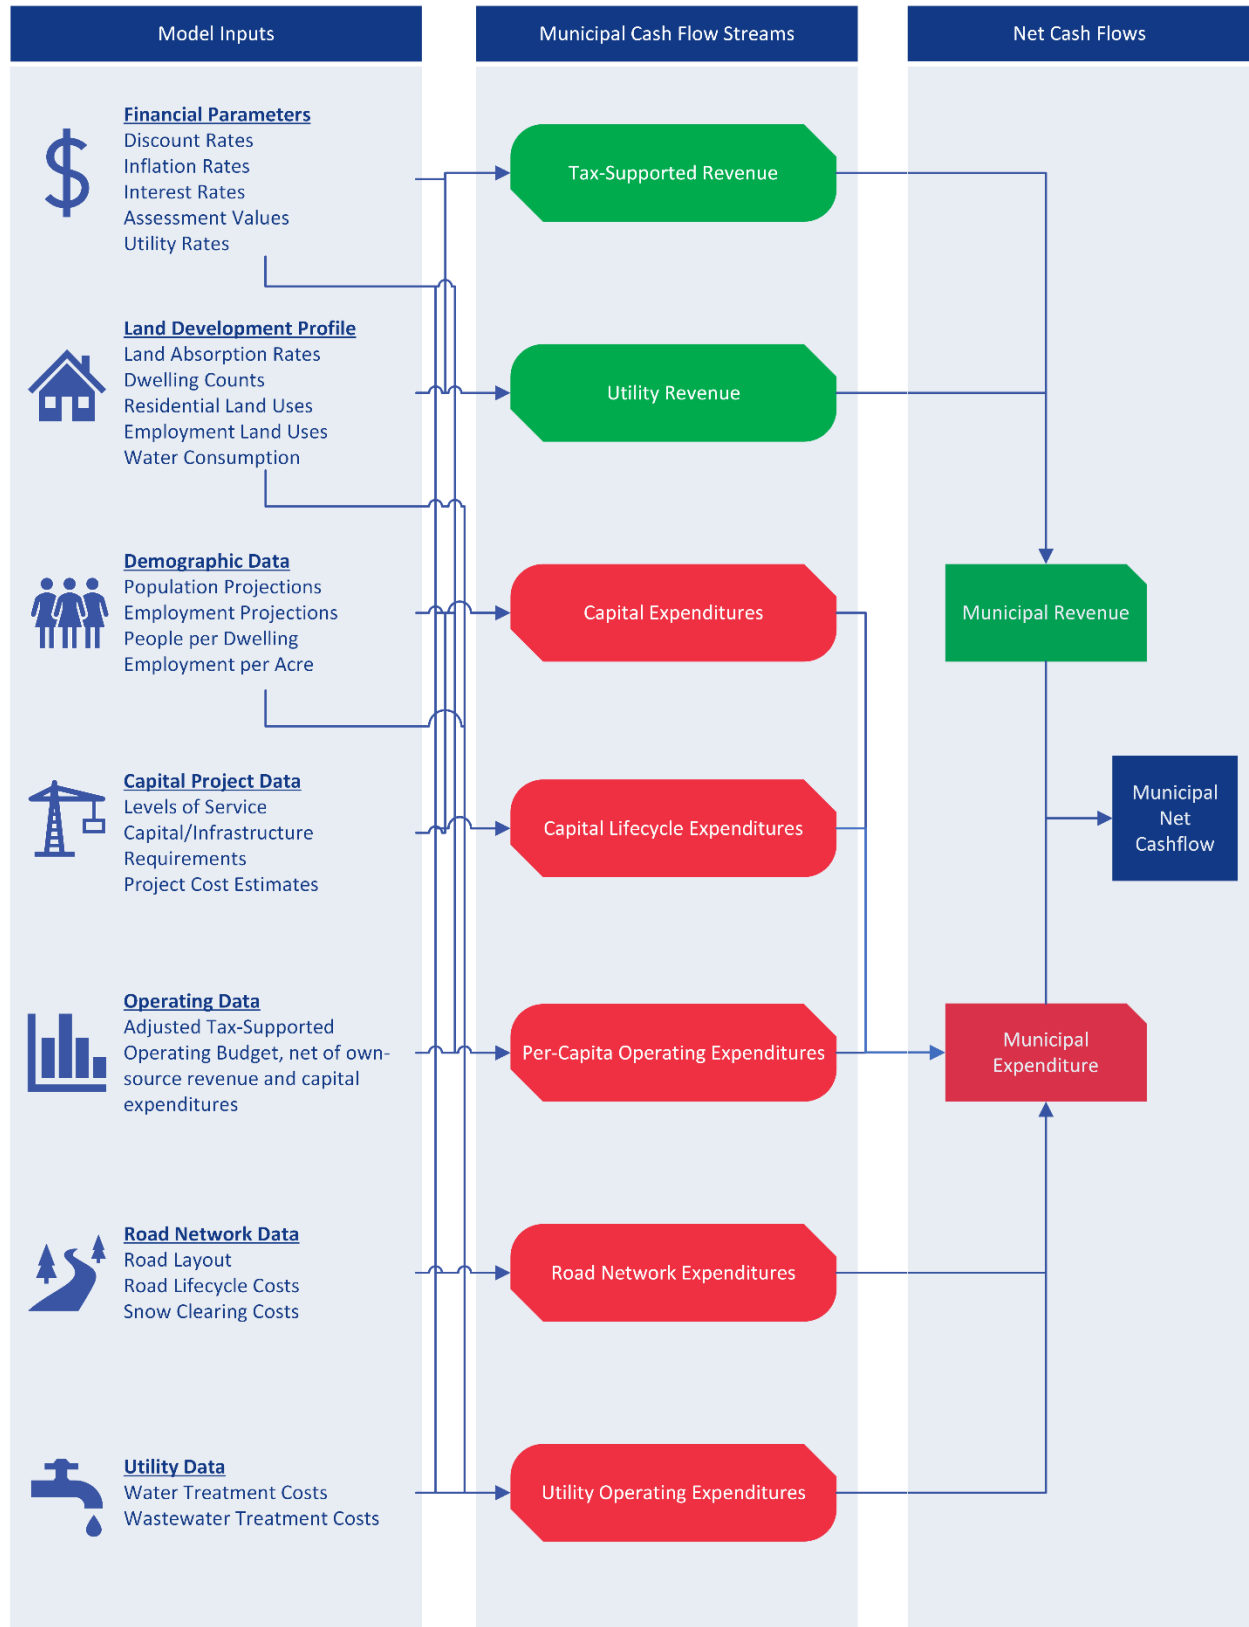 Model Inputs
Municipal Cash Flow Streams
Net Cash Flows
Financial Parameters
Discount Rates
Inflation Rates
Interest Rates
Assessment Values
Utility Rates
Tax-Supported Revenue
Land Development Profile
Land Absorption Rates
Dwelling Counts
Residential Land Uses
Employment Land Uses
Water Consumption
Utility Revenue
Demographic Data
Population Projections
Employment Projections
People per Dwelling
Employment per Acre
Capital Expenditures
Municipal Revenue
Capital Project Data
Levels of Service
Capital/Infrastructure
Requirements
Project Cost Estimates
Capital Lifecycle Expenditures
Municipal
Net
Cashflow
Operating Data
Adjusted Tax-Supported
Operating Budget, net of own-
source revenue and capital
expenditures
Per-Capita Operating Expenditures
Municipal
Expenditure
Road Network Data
Road Layout
Road Lifecycle Costs
Snow Clearing Costs
Road Network Expenditures
Utility Data
Water Treatment Costs
Wastewater Treatment Costs
Utility Operating Expenditures